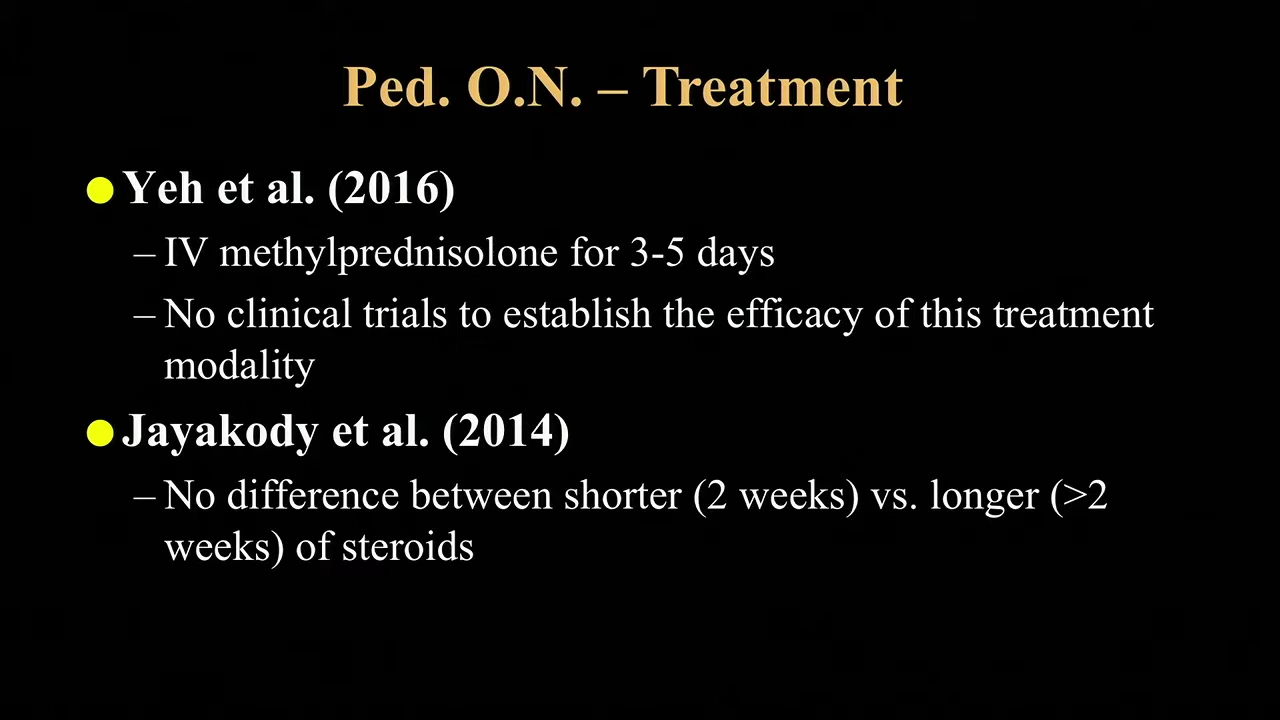 Ped. O.N. – Treatment
Yeh et al. (2016)
– IV methylprednisolone for 3-5 days
– No clinical trials to establish the efficacy of this treatment
modality
Jayakody et al. (2014)
– No difference between shorter (2 weeks) vs. longer (>2
weeks) of steroids